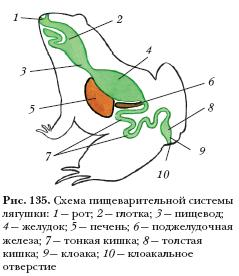 1
2
3
4
5
6
7
8
9
10
Рис. 135. Схема пищеварительной системы
лягушки: 1 — рот; 2 — глотка; 3 — пищевод;
4 — желудок; 5 — печень; 6 — поджелудочная
железа; 7 — тонкая кишка; 8 — толстая
кишка; 9 — клоака; 10 — клоакальное
отверстие